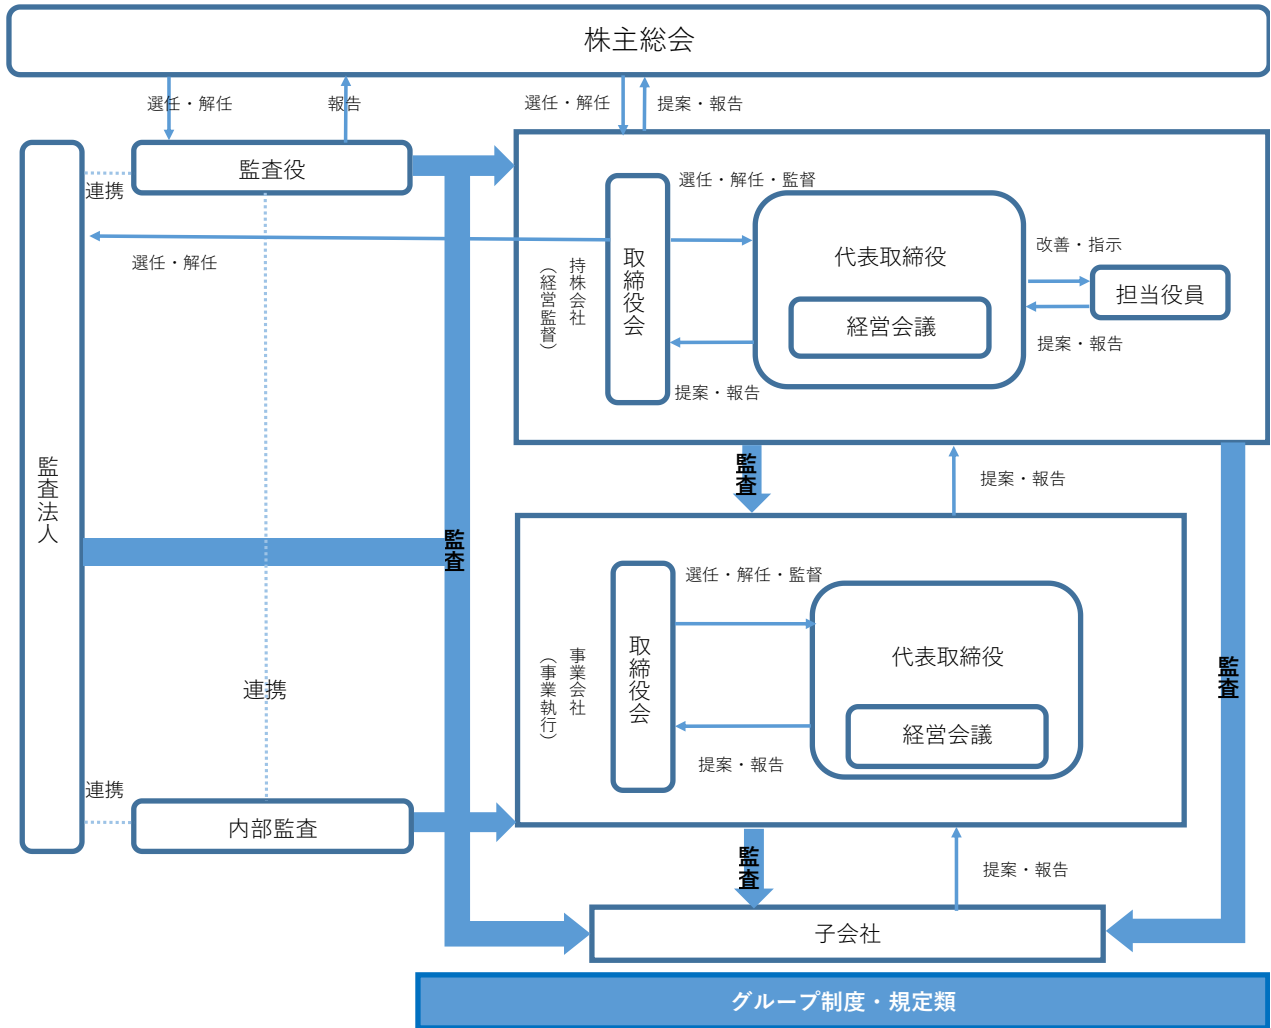 株主総会
選任・解任
報告
選任・解任
提案・報告
監査役
連携
選任・解任
監査法人
持株会社
（経営監督）
取締役会
選任・解任・監督
代表取締役
経営会議
提案・報告
改善・指示
担当役員
提案・報告
監査
提案・報告
監査
事業会社
（事業執行）
取締役会
選任・解任・監督
代表取締役
経営会議
提案・報告
監査
連携
連携
内部監査
監査
提案・報告
子会社
グループ制度・規定類